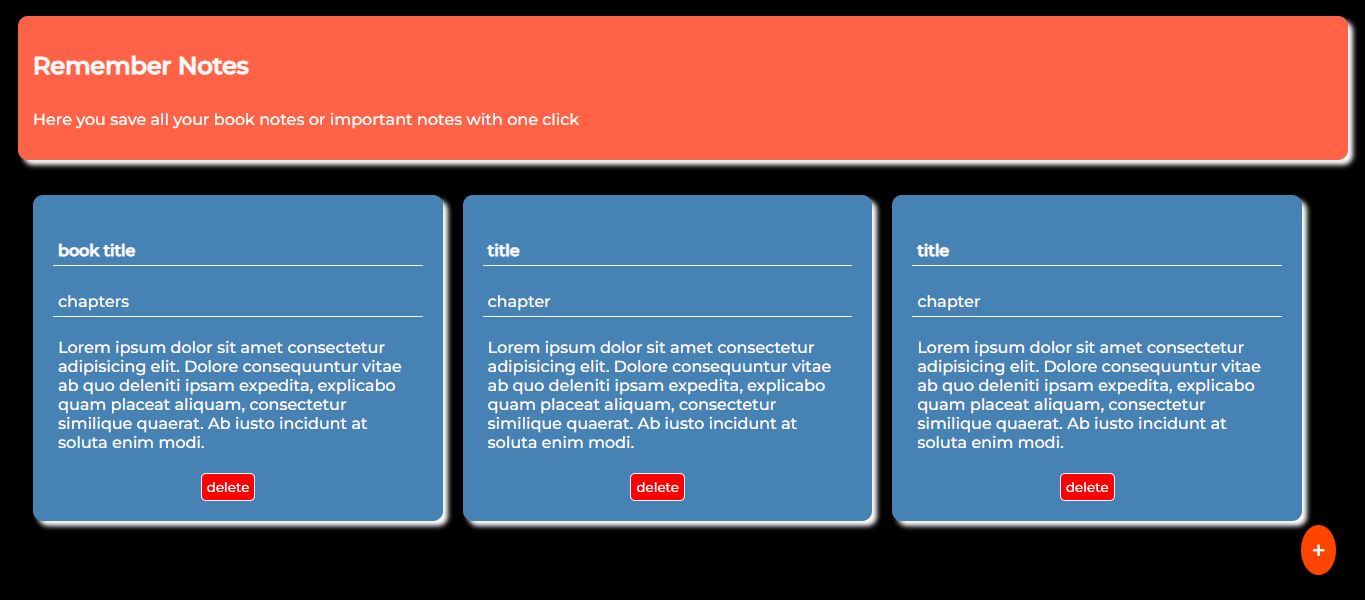 Remember Notes
Here you save all your book notes or important notes with one click
book title
chapters
Lorem ipsum dolor sit amet consectetur
adipisicing elit. Dolore consequuntur vitae
ab quo deleniti ipsam expedita, explicabo
quam placeat aliquam, consectetur
similique quaerat. Ab iusto incidunt at
soluta enim modi.
delete
title
chapter
Lorem ipsum dolor sit amet consectetur
adipisicing elit. Dolore consequuntur vitae
ab quo deleniti ipsam expedita, explicabo
quam placeat aliquam, consectetur
similique quaerat. Ab iusto incidunt at
soluta enim modi.
delete
title
chapter
Lorem ipsum dolor sit amet consectetur
adipisicing elit. Dolore consequuntur vitae
ab quo deleniti ipsam expedita, explicabo
quam placeat aliquam, consectetur
similique quaerat. Ab iusto incidunt at
soluta enim modi.
delete
+